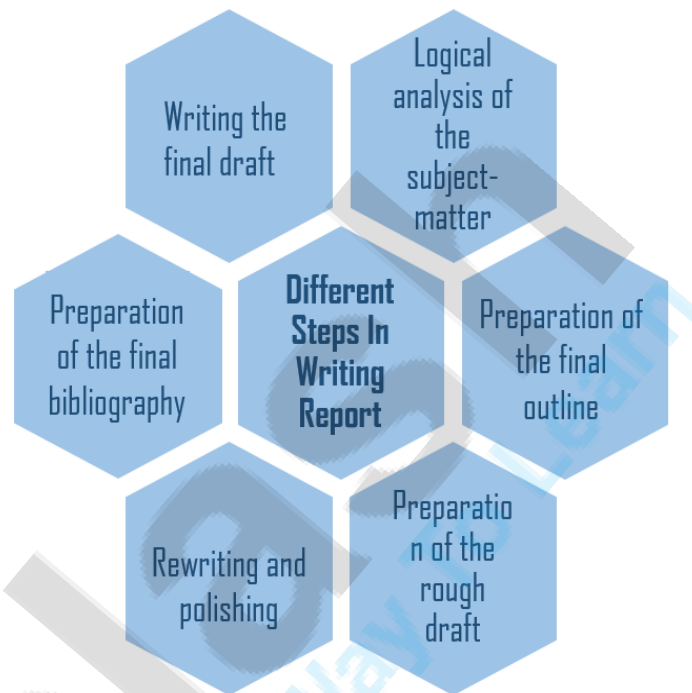 Different
Steps In
Writing
Report
Logical
analysis of
the
subject-
matter
Preparation of
the final
outline
Preparatio
n of the
rough
draft
Rewriting and
polishing
Preparation
of the final
bibliography
Writing the
final draft